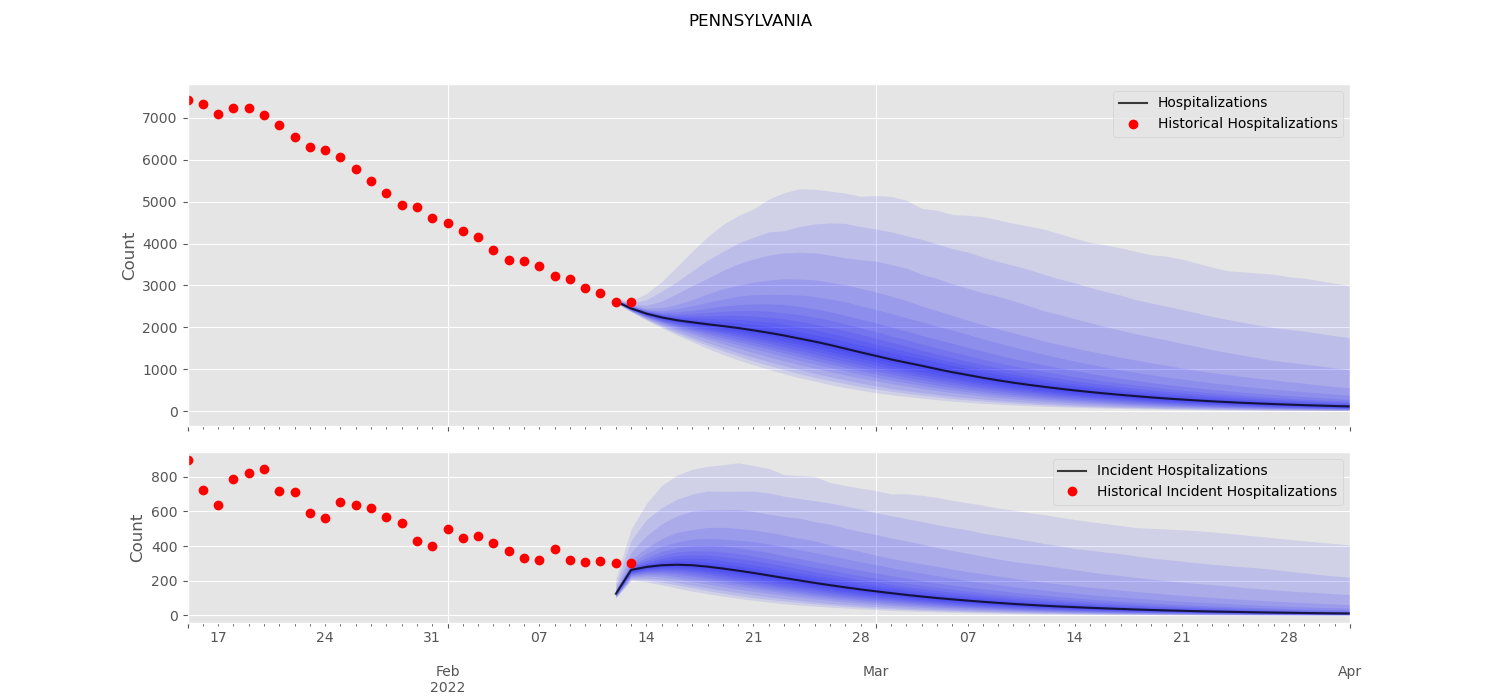 PENNSYLVANIA
Hospitalizations
Historical Hospitalizations
Count
7000
6000
5000
4000
3000
2000
1000
0
Incident Hospitalizations
Historical Incident Hospitalizations
Count
800
600
400
200
0
17 24 31 07 14 21 28 07 14 21 28
Feb Mar Apr
2022